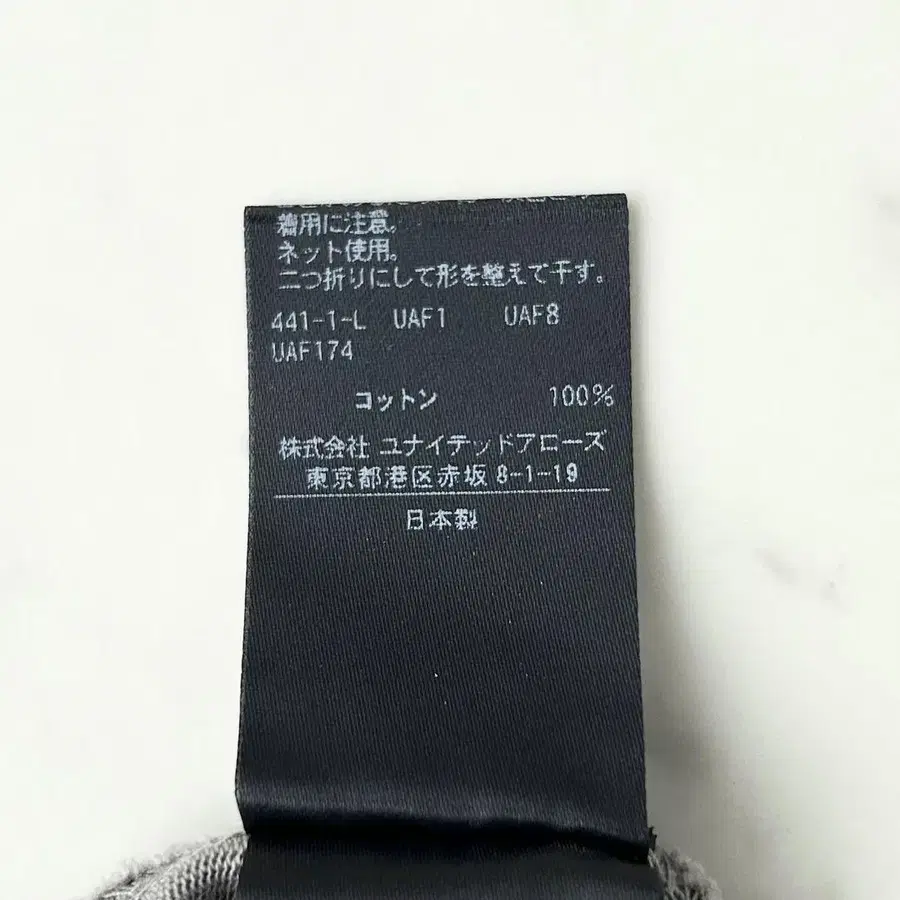 着用に注意。
ネット使用。
二つ折りにして形を整えて干す。
441-1-L UAF1 UAF8
UAF174
コットン 100%
株式会社 ユナイテッドアローズ
東京都港区赤坂 8-1-19
日本製